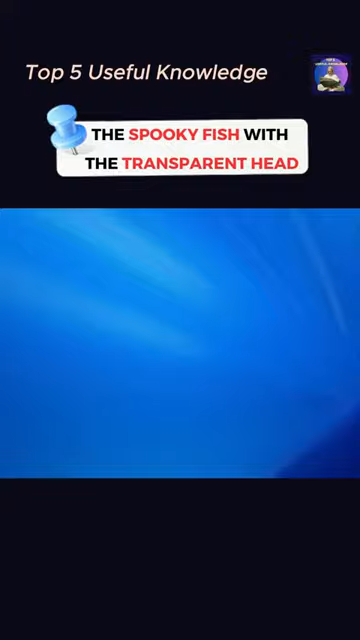 Top 5 Useful Knowledge
THE SPOOKY FISH WITH
THE TRANSPARENT HEAD